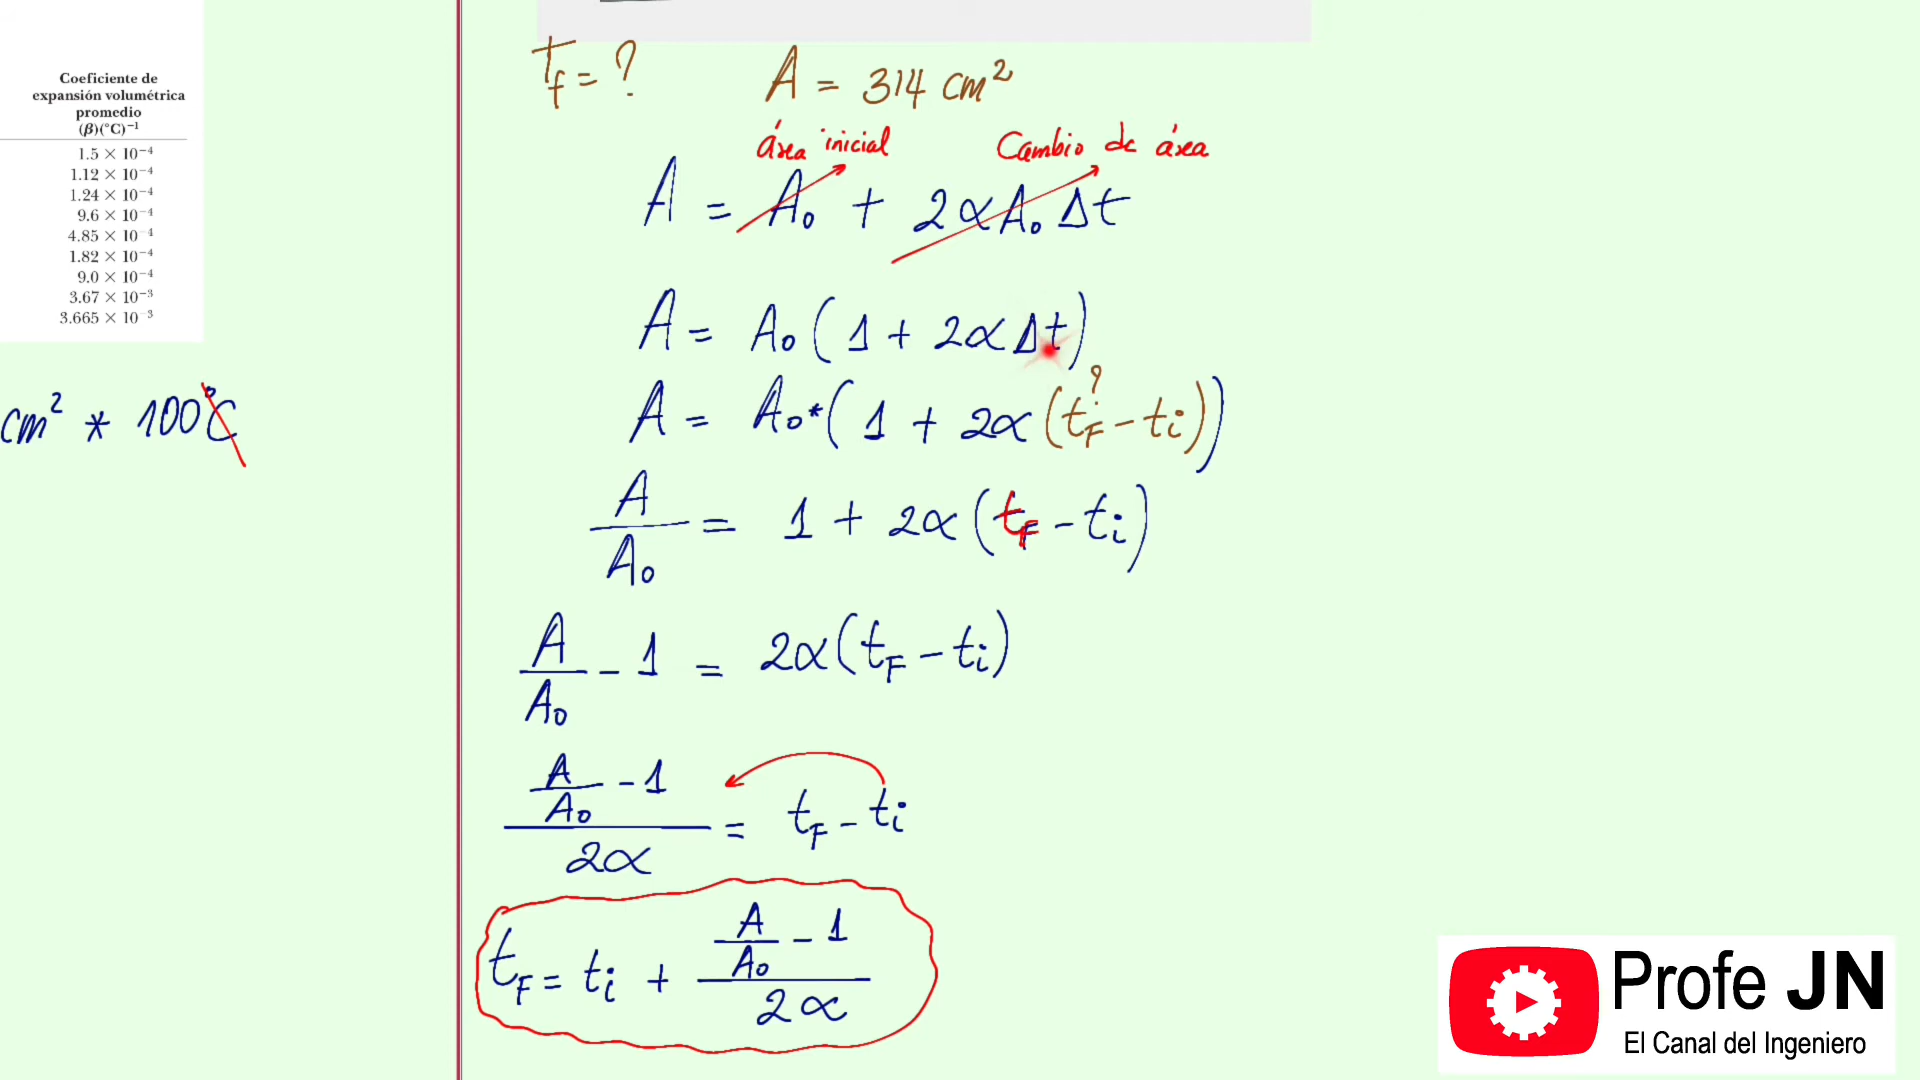 Coeficiente de
expansión volumétrica
promedio
(β)(°C)⁻¹
1.5 × 10⁻⁴
1.12 × 10⁻⁴
1.24 × 10⁻⁴
9.6 × 10⁻⁴
4.85 × 10⁻⁴
1.82 × 10⁻⁴
9.0 × 10⁻⁴
3.67 × 10⁻³
3.665 × 10⁻³
cm² * 100°C
t_f = ?
A = 314 cm²
área inicial
Cambio de área
A = A₀ + 2αA₀Δt
A = A₀(1 + 2αΔt)
?
A = A₀*(1 + 2α(t_F - t_i))
A/A₀ = 1 + 2α(t_F - t_i)
A/A₀ - 1 = 2α(t_F - t_i)
(A/A₀ - 1)/2α = t_F - t_i
t_F = t_i + (A/A₀ - 1)/2α
Profe JN
El Canal del Ingeniero